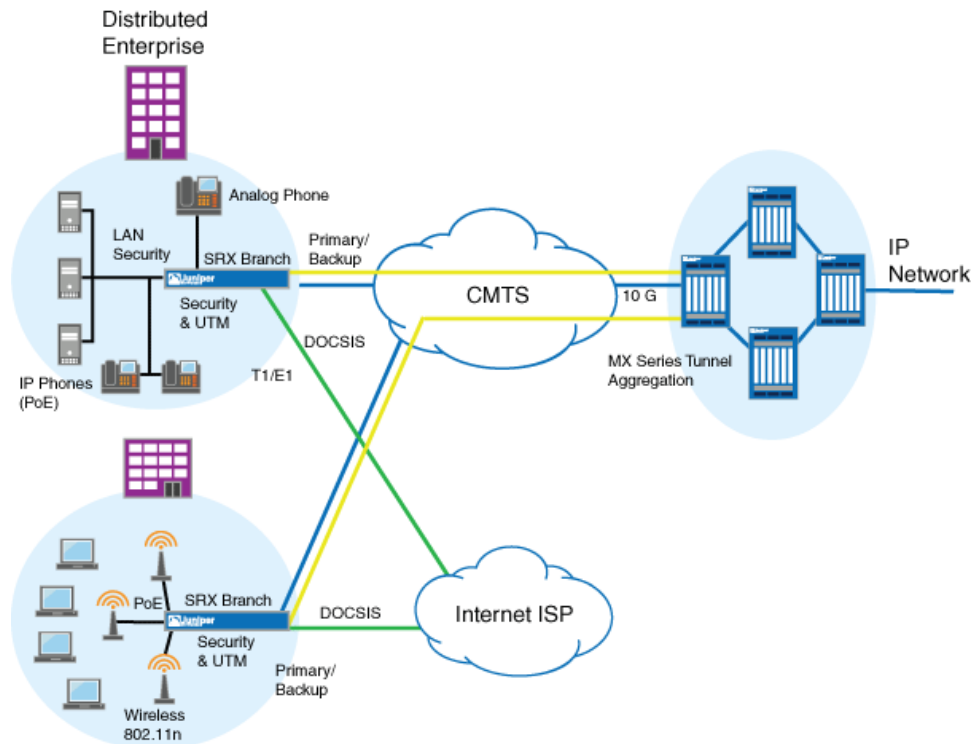 Distributed
Enterprise
Analog Phone
LAN
Security
SRX Branch
Primary/
Backup
Juniper
Security
& UTM
CMTS
10 G
IP
Network
DOCSIS
T1/E1
MX Series Tunnel
Aggregation
IP Phones
(PoE)
PoE
SRX Branch
Juniper
DOCSIS
Internet ISP
Security
& UTM
Primary/
Backup
Wireless
802.11n